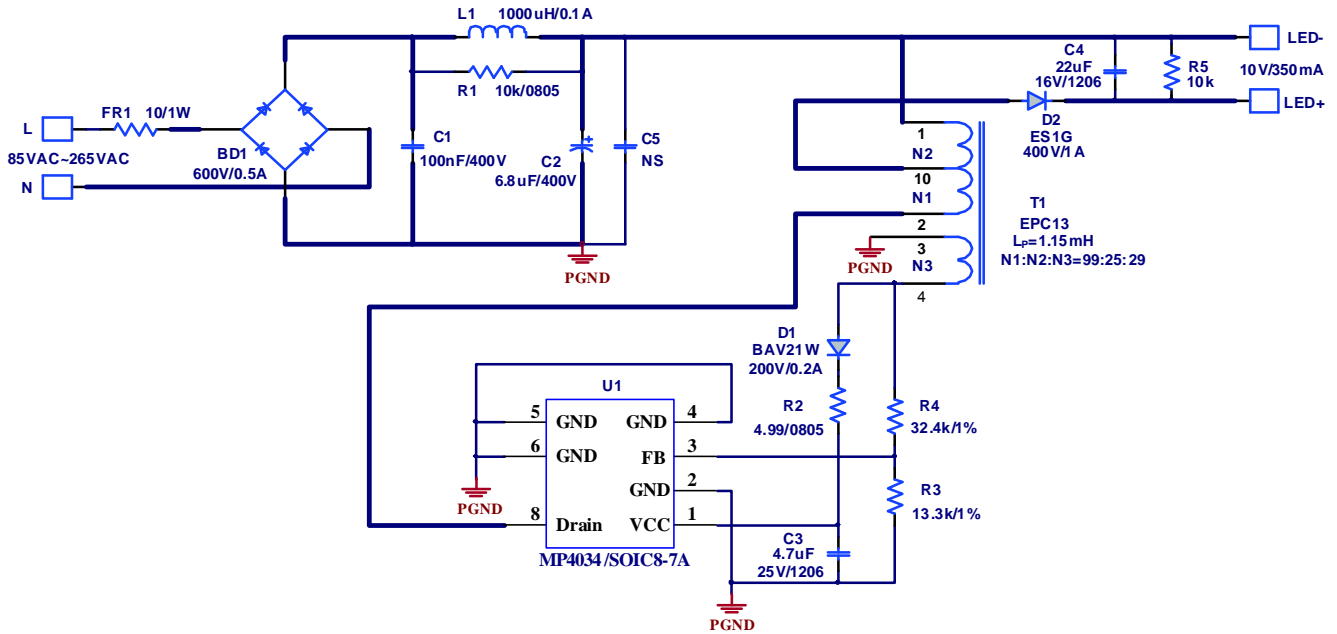 L1
1000uH/0.1A
R1
10k/0805
FR1
10/1W
L
85VAC~265VAC
N
BD1
600V/0.5A
C1
100nF/400V
C2
6.8uF/400V
C5
NS
PGND
C4
22uF
16V/1206
R5
10k
LED-
10V/350mA
LED+
D2
ES1G
400V/1A
1
N2
10
N1
2
3
N3
4
PGND
T1
EPC13
LP=1.15mH
N1:N2:N3=99:25:29
D1
BAV21W
200V/0.2A
R2
4.99/0805
R4
32.4k/1%
R3
13.3k/1%
U1
5
GND
GND
4
6
GND
FB
3
GND
2
8
Drain
VCC
1
MP4034/SOIC8-7A
PGND
C3
4.7uF
25V/1206
PGND